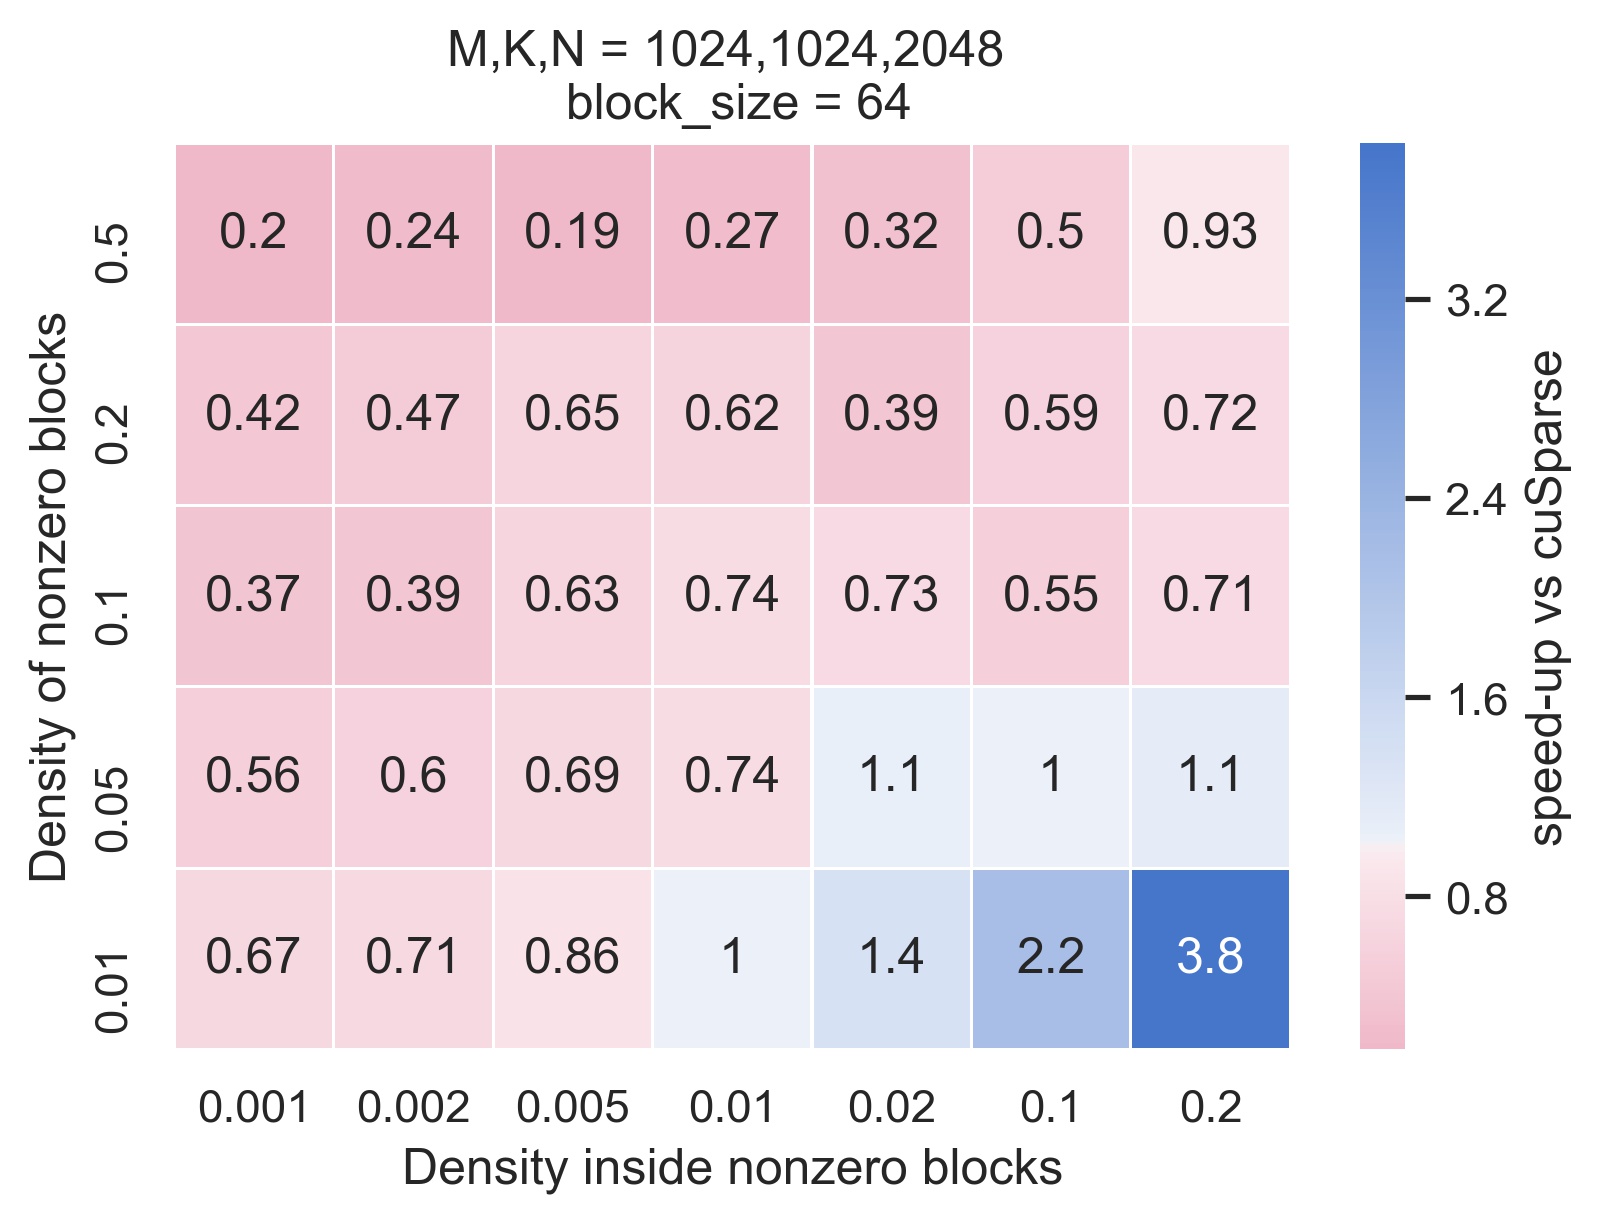 M,K,N = 1024,1024,2048
block_size = 64
Density of nonzero blocks
0.5
0.2 0.24 0.19 0.27 0.32 0.5 0.93
0.2
0.42 0.47 0.65 0.62 0.39 0.59 0.72
0.1
0.37 0.39 0.63 0.74 0.73 0.55 0.71
0.05
0.56 0.6 0.69 0.74 1.1 1 1.1
0.01
0.67 0.71 0.86 1 1.4 2.2 3.8
0.001 0.002 0.005 0.01 0.02 0.1 0.2
Density inside nonzero blocks
3.2
2.4
1.6
0.8
speed-up vs cuSparse